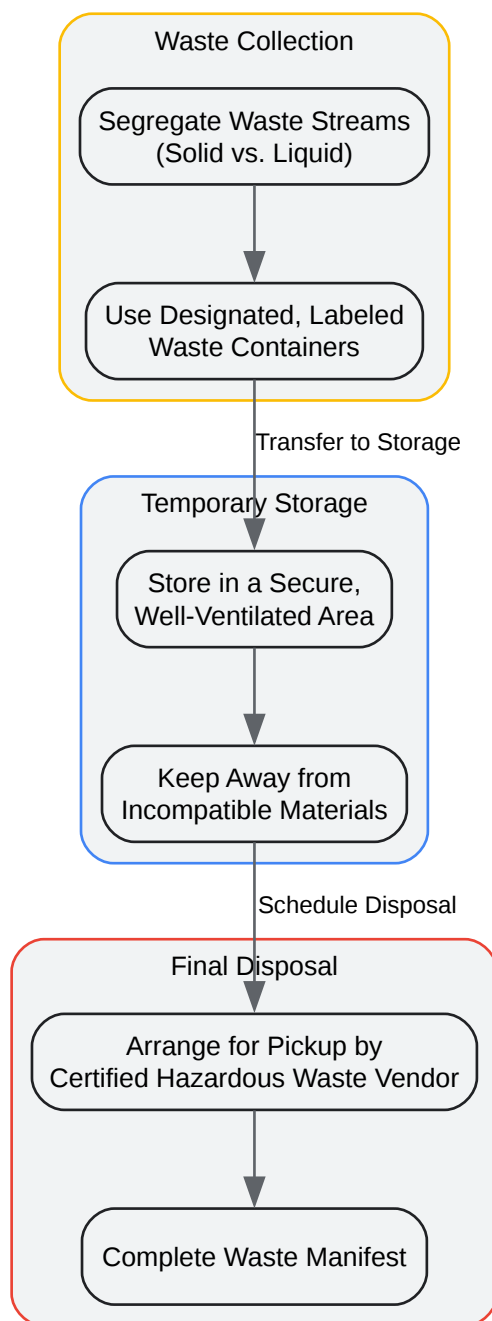 Waste Collection
Segregate Waste Streams
(Solid vs. Liquid)
Use Designated, Labeled
Waste Containers
Transfer to Storage
Temporary Storage
Store in a Secure,
Well-Ventilated Area
Keep Away from
Incompatible Materials
Schedule Disposal
Final Disposal
Arrange for Pickup by
Certified Hazardous Waste Vendor
Complete Waste Manifest